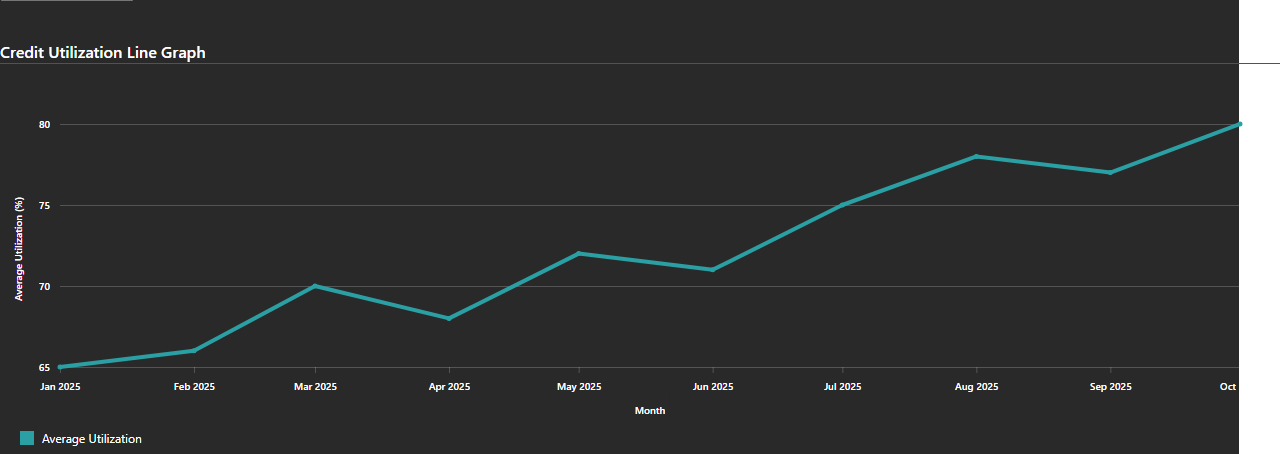 Credit Utilization Line Graph
80
75
70
65
Average Utilization (%)
Jan 2025 Feb 2025 Mar 2025 Apr 2025 May 2025 Jun 2025 Jul 2025 Aug 2025 Sep 2025 Oct
Month
Average Utilization